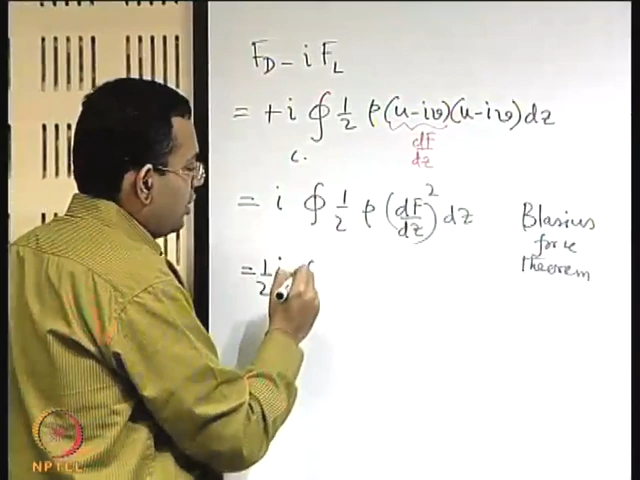 F_D - i F_L
= + i ∮_C. 1/2 ρ (u - iv)(u - iv) dz
dF/dz
= i ∮ 1/2 ρ (dF/dz)^2 dz
Blasius
force
theorem
= 1/2 i
NPTEL